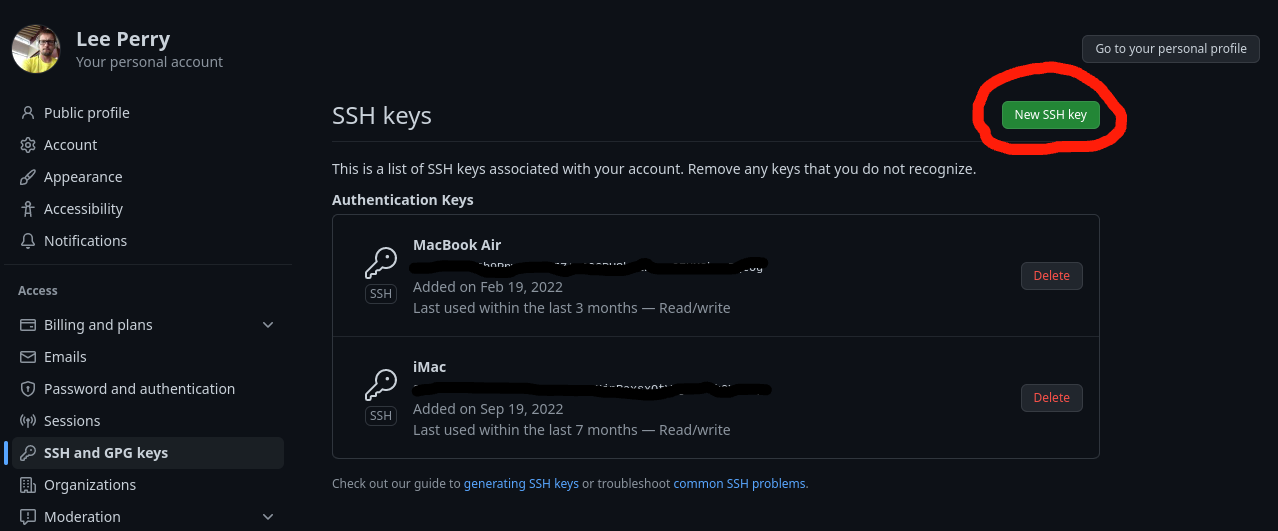 Lee Perry
Your personal account
Go to your personal profile
Public profile
Account
Appearance
Accessibility
Notifications
Access
Billing and plans
Emails
Password and authentication
Sessions
SSH and GPG keys
Organizations
Moderation
SSH keys
New SSH key
This is a list of SSH keys associated with your account. Remove any keys that you do not recognize.
Authentication Keys
MacBook Air
SSH
Added on Feb 19, 2022
Last used within the last 3 months — Read/write
Delete
iMac
SSH
Added on Sep 19, 2022
Last used within the last 7 months — Read/write
Delete
Check out our guide to generating SSH keys or troubleshoot common SSH problems.